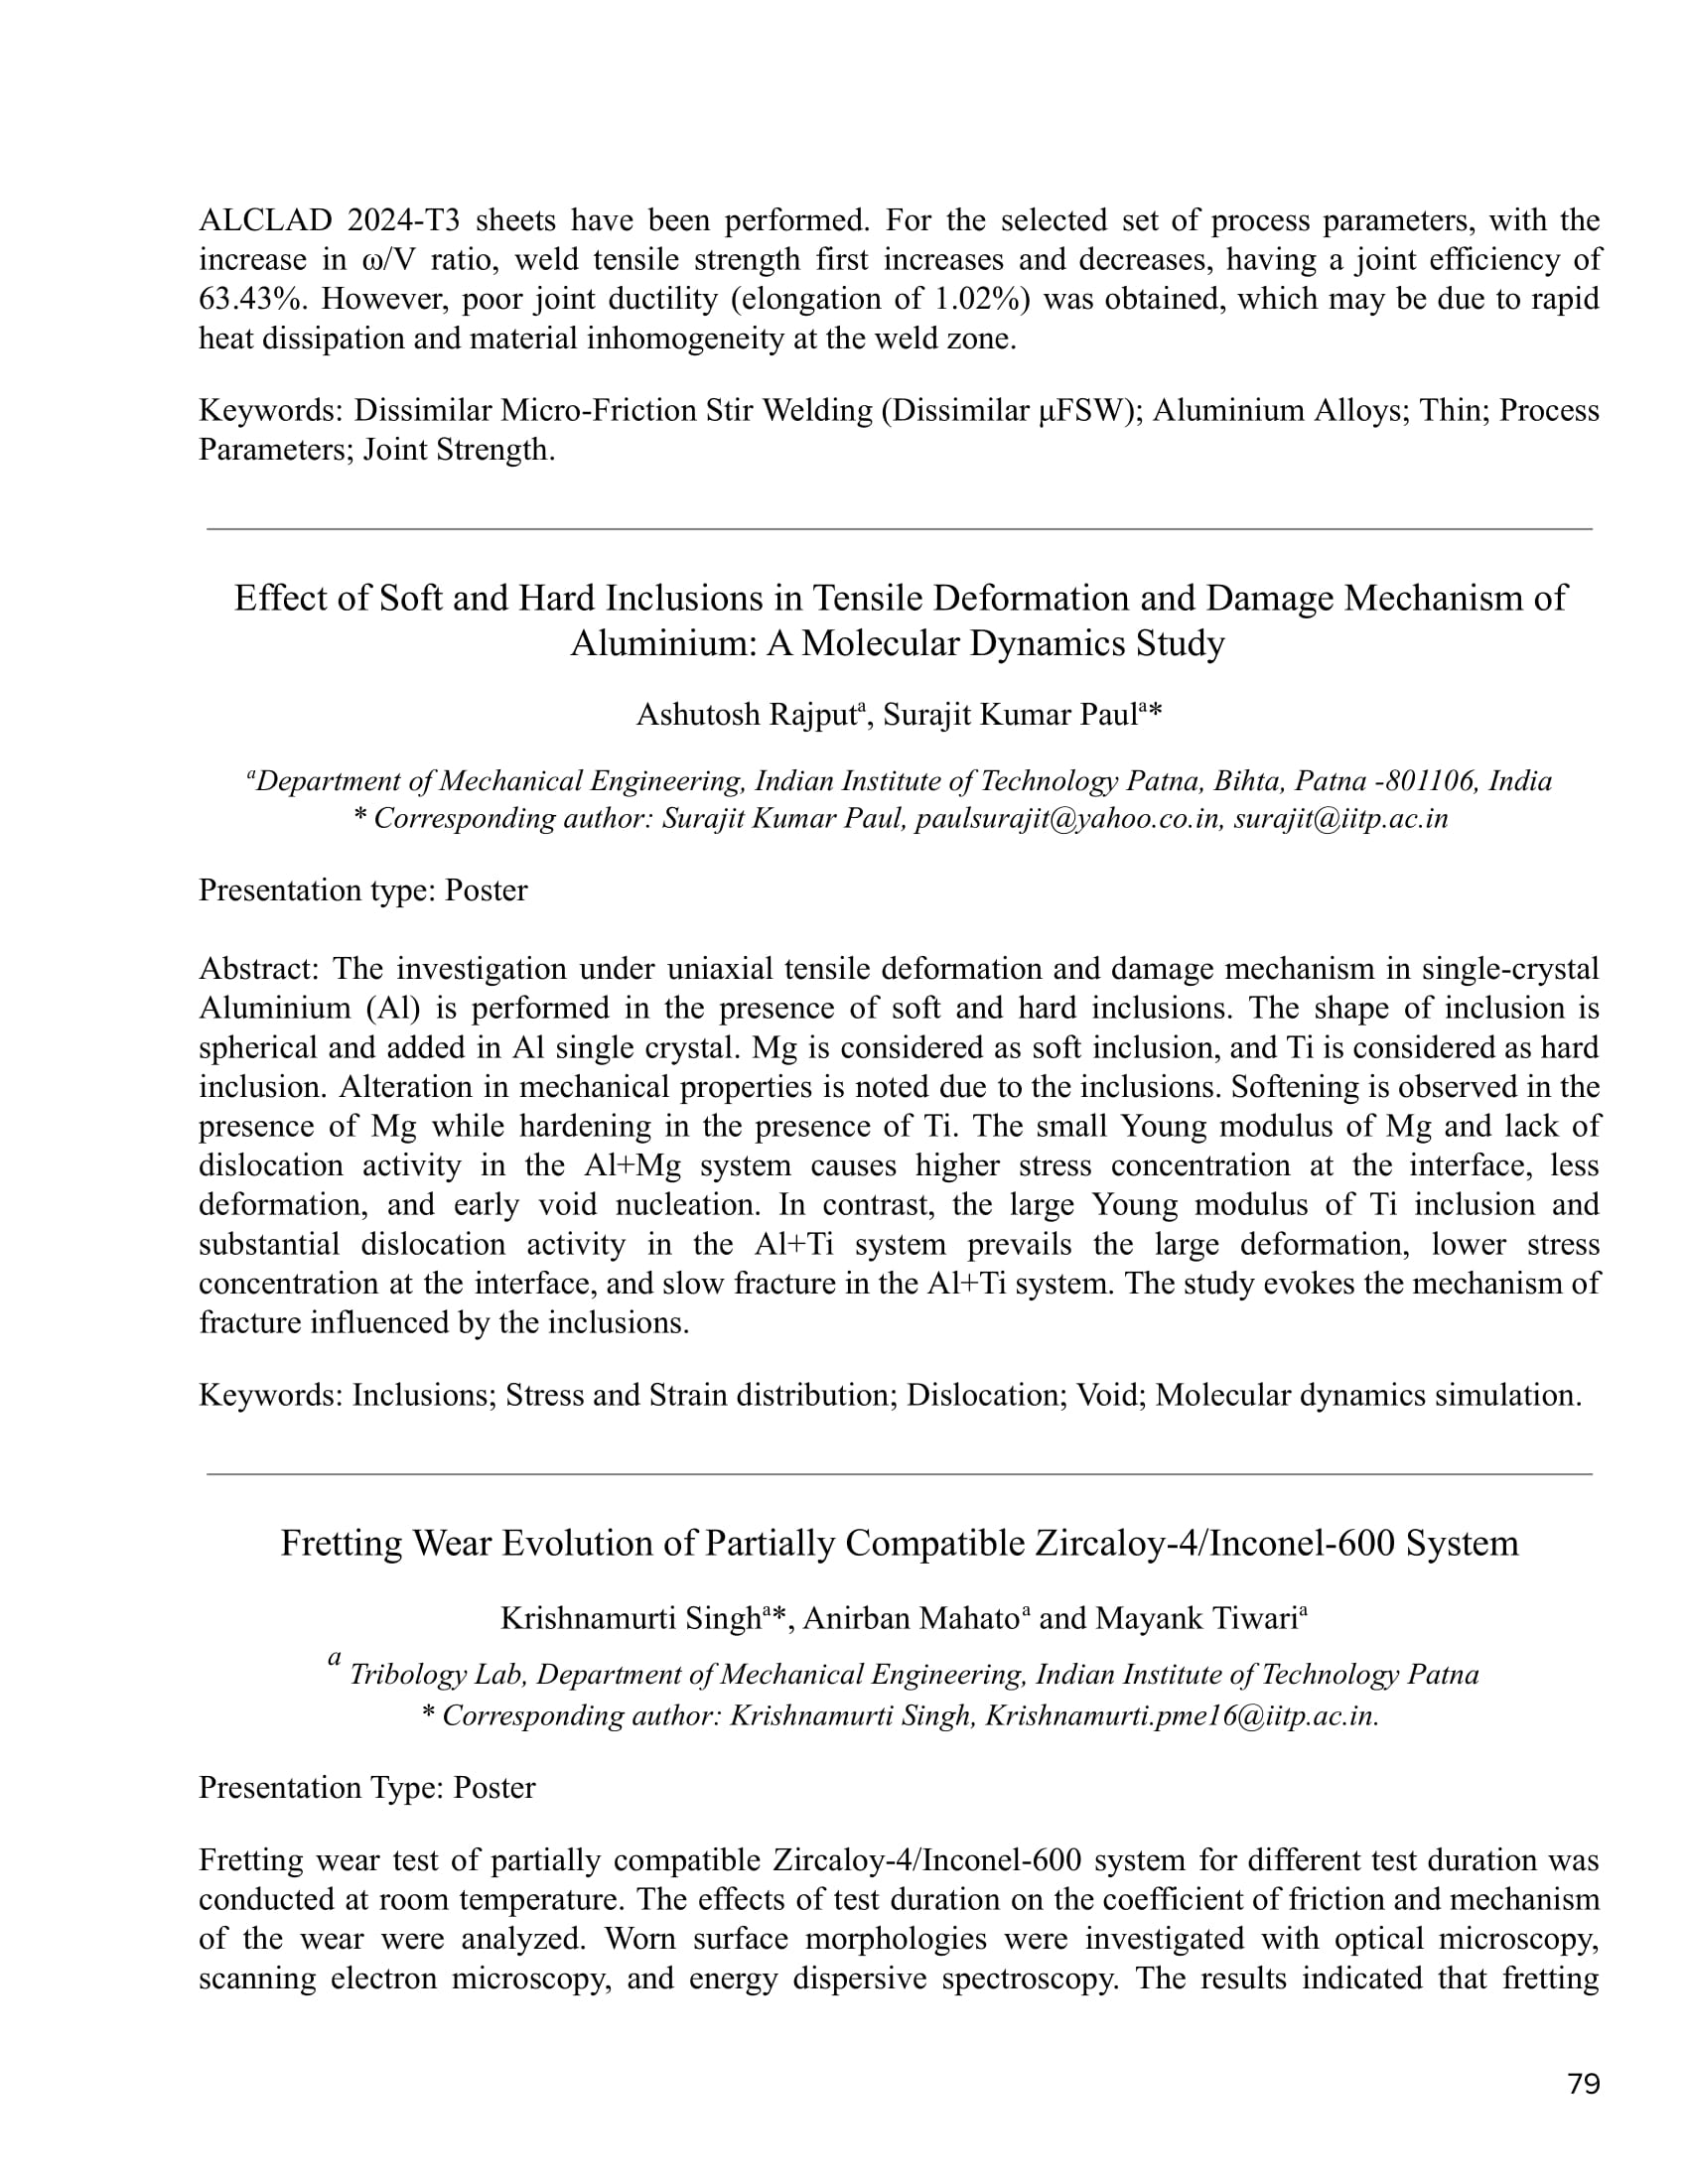 ALCLAD 2024-T3 sheets have been performed. For the selected set of process parameters, with the
increase in ω/V ratio, weld tensile strength first increases and decreases, having a joint efficiency of
63.43%. However, poor joint ductility (elongation of 1.02%) was obtained, which may be due to rapid
heat dissipation and material inhomogeneity at the weld zone.
Keywords: Dissimilar Micro-Friction Stir Welding (Dissimilar μFSW); Aluminium Alloys; Thin; Process
Parameters; Joint Strength.
Effect of Soft and Hard Inclusions in Tensile Deformation and Damage Mechanism of
Aluminium: A Molecular Dynamics Study
Ashutosh Rajputᵃ, Surajit Kumar Paulᵃ*
ᵃDepartment of Mechanical Engineering, Indian Institute of Technology Patna, Bihta, Patna -801106, India
* Corresponding author: Surajit Kumar Paul, paulsurajit@yahoo.co.in, surajit@iitp.ac.in
Presentation type: Poster
Abstract: The investigation under uniaxial tensile deformation and damage mechanism in single-crystal
Aluminium (Al) is performed in the presence of soft and hard inclusions. The shape of inclusion is
spherical and added in Al single crystal. Mg is considered as soft inclusion, and Ti is considered as hard
inclusion. Alteration in mechanical properties is noted due to the inclusions. Softening is observed in the
presence of Mg while hardening in the presence of Ti. The small Young modulus of Mg and lack of
dislocation activity in the Al+Mg system causes higher stress concentration at the interface, less
deformation, and early void nucleation. In contrast, the large Young modulus of Ti inclusion and
substantial dislocation activity in the Al+Ti system prevails the large deformation, lower stress
concentration at the interface, and slow fracture in the Al+Ti system. The study evokes the mechanism of
fracture influenced by the inclusions.
Keywords: Inclusions; Stress and Strain distribution; Dislocation; Void; Molecular dynamics simulation.
Fretting Wear Evolution of Partially Compatible Zircaloy-4/Inconel-600 System
Krishnamurti Singhᵃ*, Anirban Mahatoᵃ and Mayank Tiwariᵃ
ᵃ Tribology Lab, Department of Mechanical Engineering, Indian Institute of Technology Patna
* Corresponding author: Krishnamurti Singh, Krishnamurti.pme16@iitp.ac.in.
Presentation Type: Poster
Fretting wear test of partially compatible Zircaloy-4/Inconel-600 system for different test duration was
conducted at room temperature. The effects of test duration on the coefficient of friction and mechanism
of the wear were analyzed. Worn surface morphologies were investigated with optical microscopy,
scanning electron microscopy, and energy dispersive spectroscopy. The results indicated that fretting
79